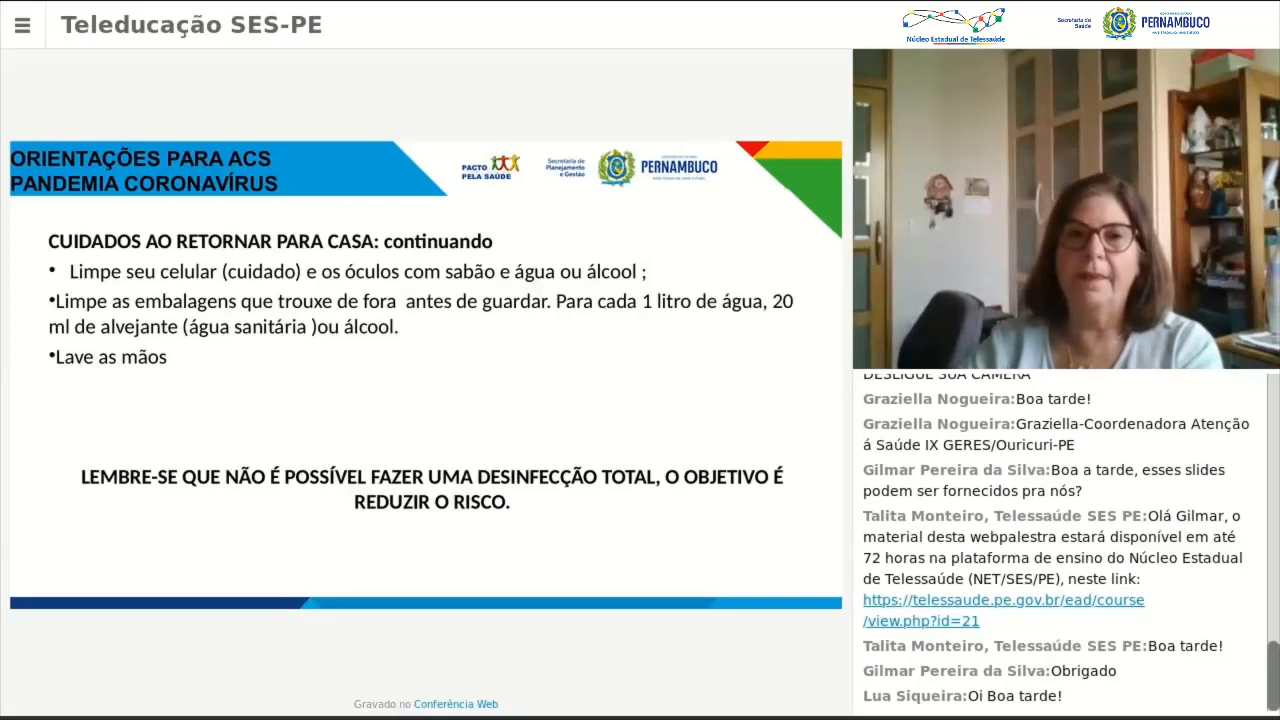 Teleducação SES-PE
Núcleo Estadual de Telessaúde
Secretaria de
Saúde
PERNAMBUCO
ORIENTAÇÕES PARA ACS
PANDEMIA CORONAVÍRUS
PACTO
PELA SAÚDE
Secretaria de
Planejamento
e Gestão
PERNAMBUCO
CUIDADOS AO RETORNAR PARA CASA: continuando
• Limpe seu celular (cuidado) e os óculos com sabão e água ou álcool ;
•Limpe as embalagens que trouxe de fora antes de guardar. Para cada 1 litro de água, 20
ml de alvejante (água sanitária )ou álcool.
•Lave as mãos
LEMBRE-SE QUE NÃO É POSSÍVEL FAZER UMA DESINFECÇÃO TOTAL, O OBJETIVO É
REDUZIR O RISCO.
Gravado no Conferência Web
DESLIGUE SUA CÂMERA
Graziella Nogueira:Boa tarde!
Graziella Nogueira:Graziella-Coordenadora Atenção
á Saúde IX GERES/Ouricuri-PE
Gilmar Pereira da Silva:Boa a tarde, esses slides
podem ser fornecidos pra nós?
Talita Monteiro, Telessaúde SES PE:Olá Gilmar, o
material desta webpalestra estará disponível em até
72 horas na plataforma de ensino do Núcleo Estadual
de Telessaúde (NET/SES/PE), neste link:
https://telessaude.pe.gov.br/ead/course
/view.php?id=21
Talita Monteiro, Telessaúde SES PE:Boa tarde!
Gilmar Pereira da Silva:Obrigado
Lua Siqueira:Oi Boa tarde!